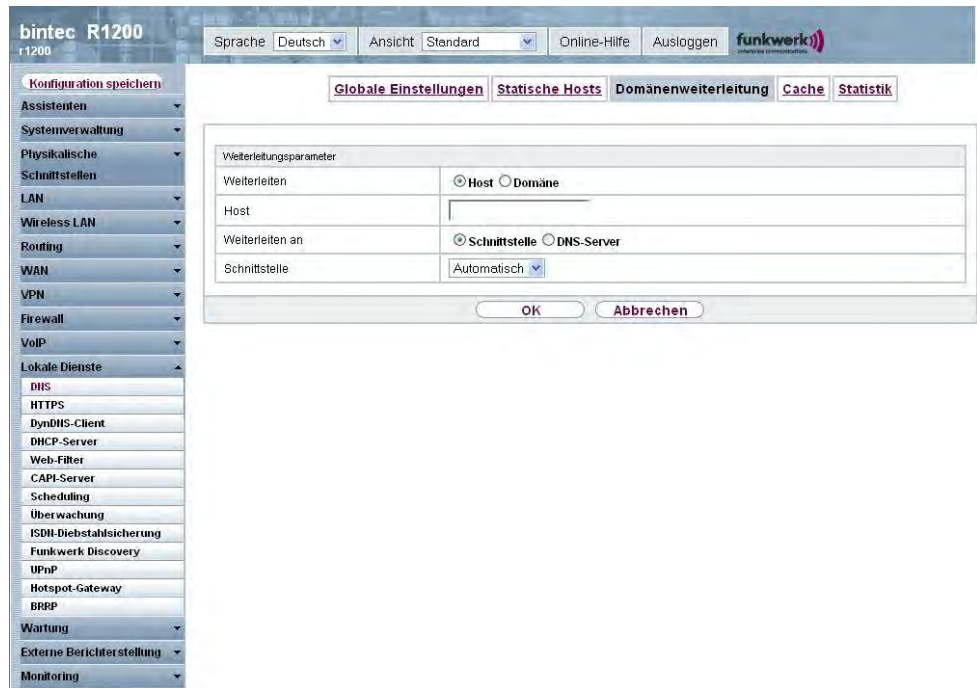 bintec R1200
r1200
Sprache Deutsch Ansicht Standard Online-Hilfe Ausloggen funkwerk
Konfiguration speichern
Assistenten
Systemverwaltung
Physikalische
Schnittstellen
LAN
Wireless LAN
Routing
WAN
VPN
Firewall
VoIP
Lokale Dienste
DNS
HTTPS
DynDNS-Client
DHCP-Server
Web-Filter
CAPI-Server
Scheduling
Überwachung
ISDN-Diebstahlsicherung
Funkwerk Discovery
UPnP
Hotspot-Gateway
BRRP
Wartung
Externe Berichterstellung
Monitoring
Globale Einstellungen Statische Hosts Domänenweiterleitung Cache Statistik
Weiterleitungsparameter
Weiterleiten Host Domäne
Host
Weiterleiten an Schnittstelle DNS-Server
Schnittstelle Automatisch
OK Abbrechen